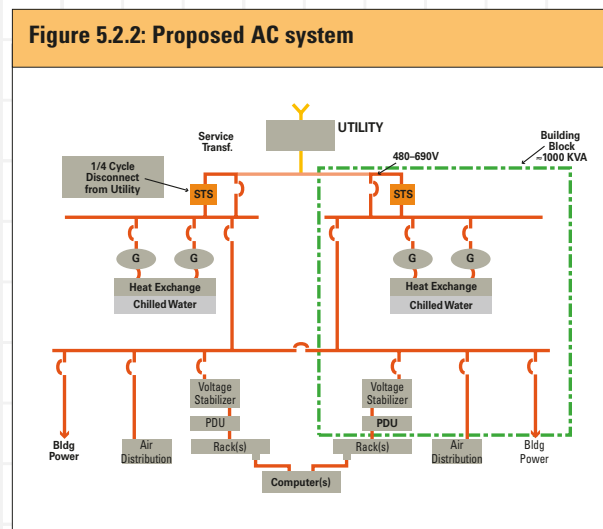 Figure 5.2.2: Proposed AC system
UTILITY
Service
Transf.
480–690V
Building
Block
≈1000 KVA
1/4 Cycle
Disconnect
from Utility
STS
STS
G
G
G
G
Heat Exchange
Chilled Water
Heat Exchange
Chilled Water
Voltage
Stabilizer
Voltage
Stabilizer
PDU
PDU
Bldg
Power
Air
Distribution
Rack(s)
Rack(s)
Air
Distribution
Bldg
Power
Computer(s)